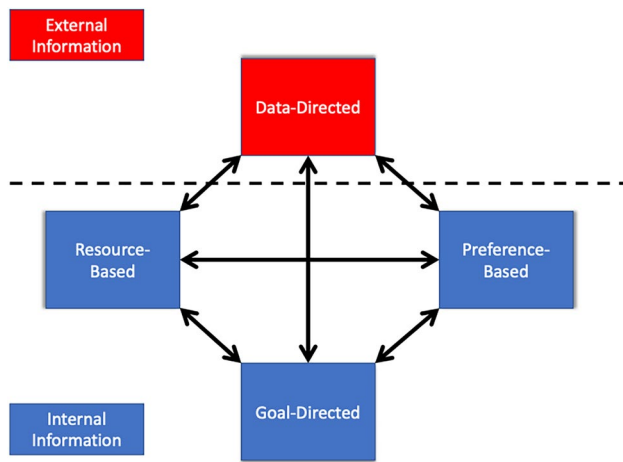 External
Information
Data-Directed
Resource-
Based
Preference-
Based
Goal-Directed
Internal
Information